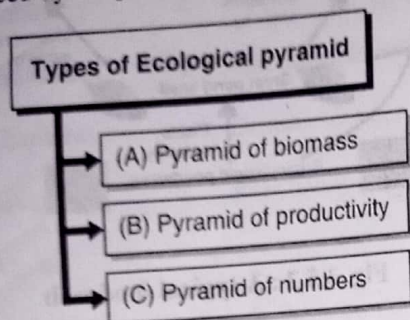 Types of Ecological pyramid
(A) Pyramid of biomass
(B) Pyramid of productivity
(C) Pyramid of numbers